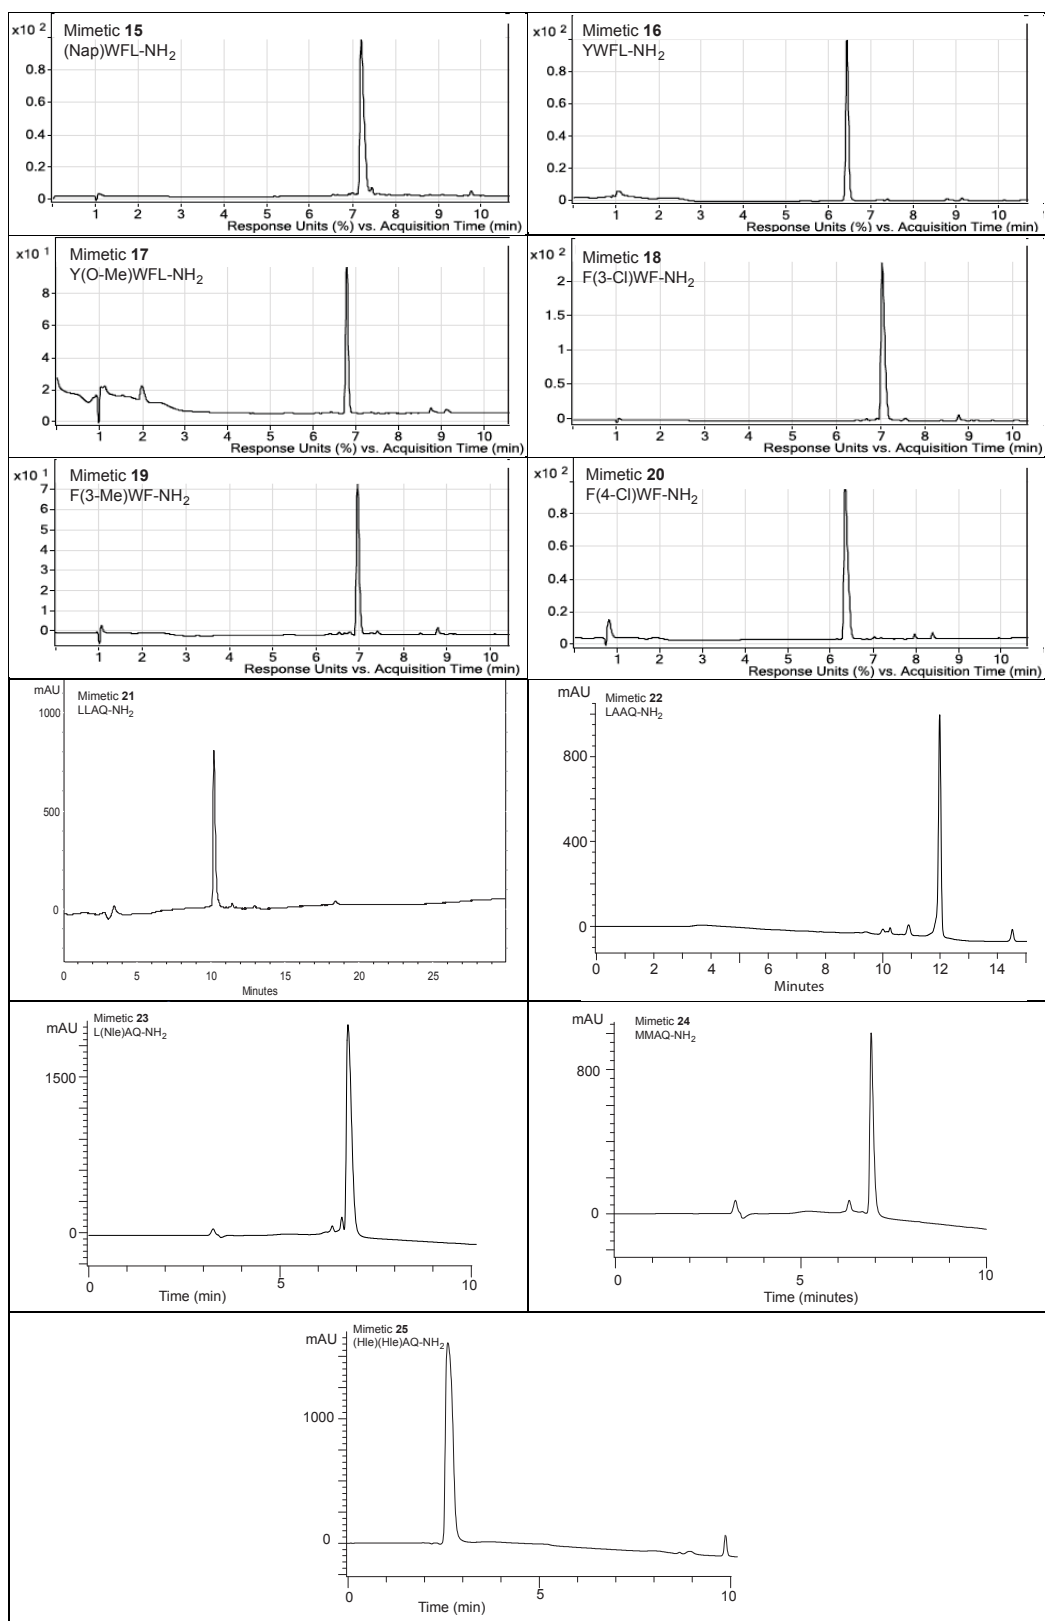 x10 2
Mimetic 15
(Nap)WFL-NH2
0.8
0.6
0.4
0.2
0
1 2 3 4 5 6 7 8 9 10
Response Units (%) vs. Acquisition Time (min)
x10 2
Mimetic 16
YWFL-NH2
0.8
0.6
0.4
0.2
0
1 2 3 4 5 6 7 8 9 10
Response Units (%) vs. Acquisition Time (min)
x10 1
Mimetic 17
Y(O-Me)WFL-NH2
8
6
4
2
0
1 2 3 4 5 6 7 8 9 10
Response Units (%) vs. Acquisition Time (min)
x10 2
Mimetic 18
F(3-Cl)WF-NH2
2
1.5
1
0.5
0
1 2 3 4 5 6 7 8 9 10
Response Units (%) vs. Acquisition Time (min)
x10 1
Mimetic 19
F(3-Me)WF-NH2
7
6
5
4
3
2
1
0
1 2 3 4 5 6 7 8 9 10
Response Units vs. Acquisition Time (min)
x10 2
Mimetic 20
F(4-Cl)WF-NH2
0.8
0.6
0.4
0.2
0
1 2 3 4 5 6 7 8 9 10
Response Units (%) vs. Acquisition Time (min)
mAU
Mimetic 21
LLAQ-NH2
1000
500
0
0 5 10 15 20 25
Minutes
mAU
Mimetic 22
LAAQ-NH2
800
400
0
0 2 4 6 8 10 12 14
Minutes
mAU
Mimetic 23
L(Nle)AQ-NH2
1500
0
0 5 10
Time (min)
mAU
Mimetic 24
MMAQ-NH2
800
0
0 5 10
Time (minutes)
mAU
Mimetic 25
(Hle)(Hle)AQ-NH2
1000
0
0 5 10
Time (min)